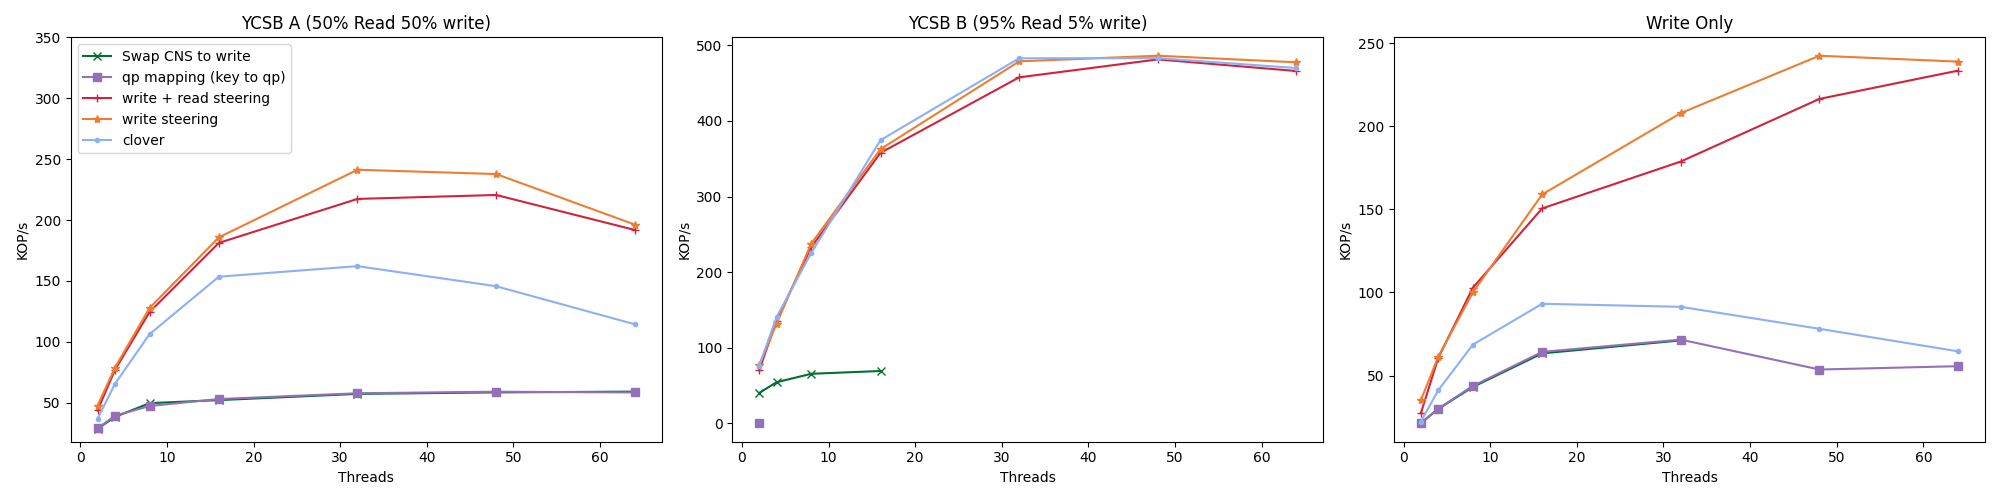 YCSB A (50% Read 50% write)
350
300
250
200
150
100
50
KOP/s
Swap CNS to write
qp mapping (key to qp)
write + read steering
write steering
clover
0 10 20 30 40 50 60
Threads
YCSB B (95% Read 5% write)
500
400
300
200
100
0
KOP/s
0 10 20 30 40 50 60
Threads
Write Only
250
200
150
100
50
KOP/s
0 10 20 30 40 50 60
Threads